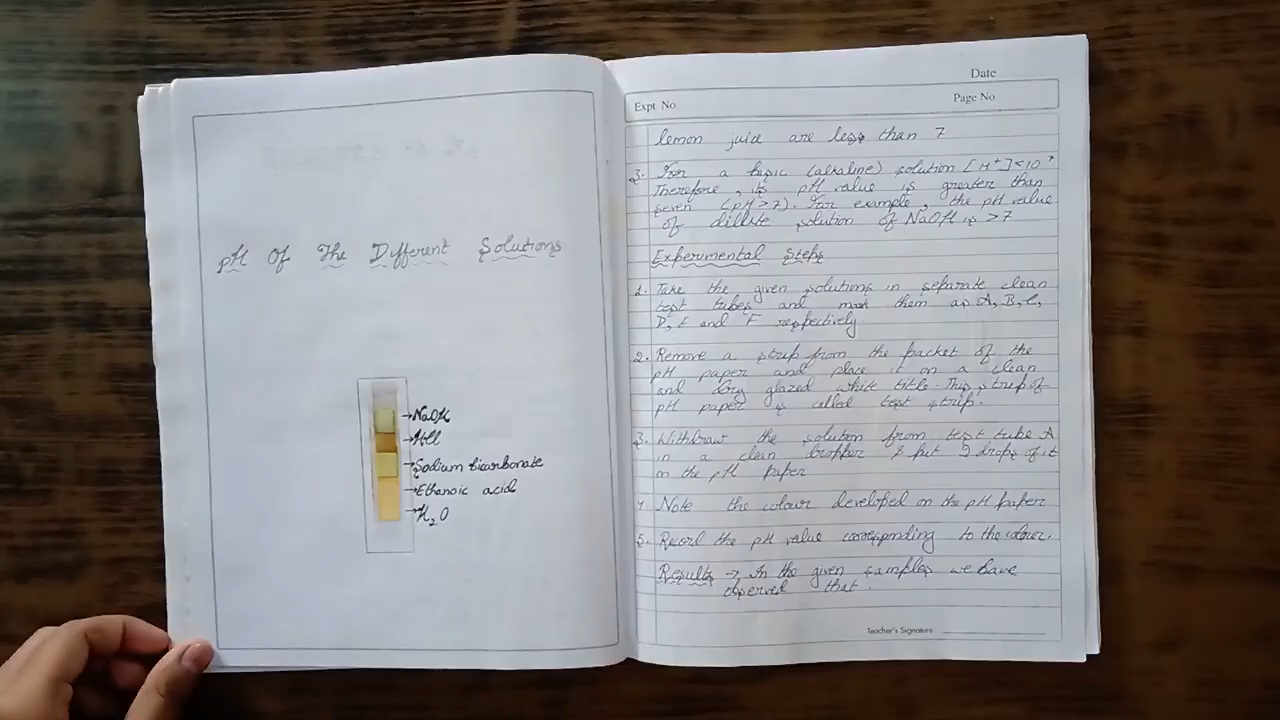 pH Of The Different Solutions
→NaOH
→HCl
→Sodium bicarbonate
→Ethanoic acid
→H2O
Date
Expt. No.
Page No
lemon juice are less than 7
3. For a basic (alkaline) solution [H+]<10⁻⁷
Therefore, its pH value is greater than
seven (pH>7). For example, the pH value
of dillute solution of NaOH is >7
Experimental Steps
1. Take the given solutions in separate clean
test tubes and mark them as A, B, C,
D, E and F respectively
2. Remove a strip from the packet of the
pH paper and place it on a clean
and dry glazed white title. This strip of
pH paper is called test strip.
3. Withdraw the solution from test tube A
in a clean dropper & put 2 drops of it
on the pH paper
4. Note the colour developed on the pH paper
5. Record the pH value corresponding to the colour.
Results → In the given samples we have
observed that.
Teacher's Signature